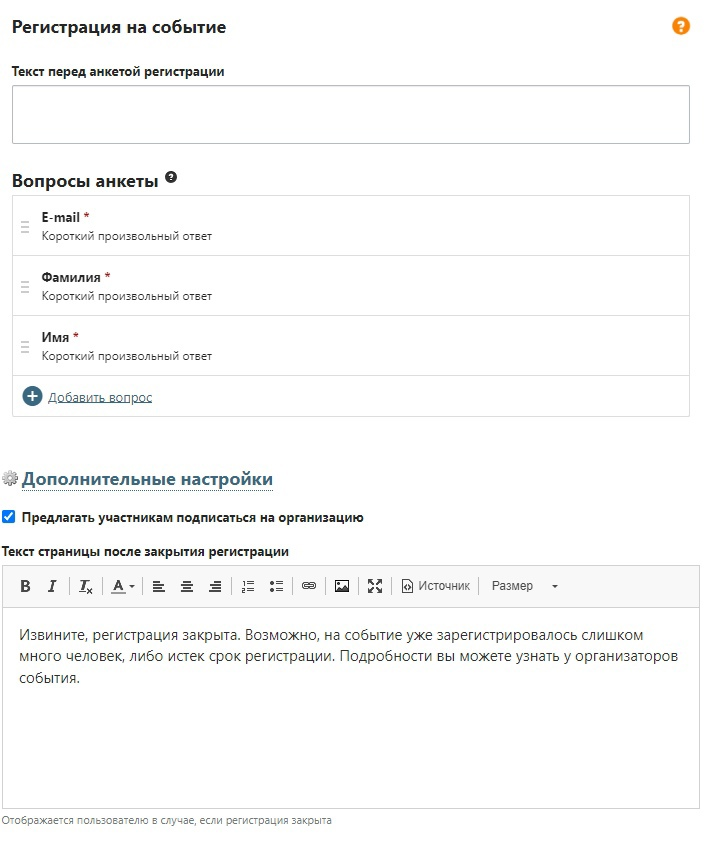 Регистрация на событие
?
Текст перед анкетой регистрации
Вопросы анкеты ?
E-mail *
Короткий произвольный ответ
Фамилия *
Короткий произвольный ответ
Имя *
Короткий произвольный ответ
+ Добавить вопрос
Дополнительные настройки
Предлагать участникам подписаться на организацию
Текст страницы после закрытия регистрации
B I Tx A Источник Размер
Извините, регистрация закрыта. Возможно, на событие уже зарегистрировалось слишком
много человек, либо истек срок регистрации. Подробности вы можете узнать у организаторов
события.
Отображается пользователю в случае, если регистрация закрыта